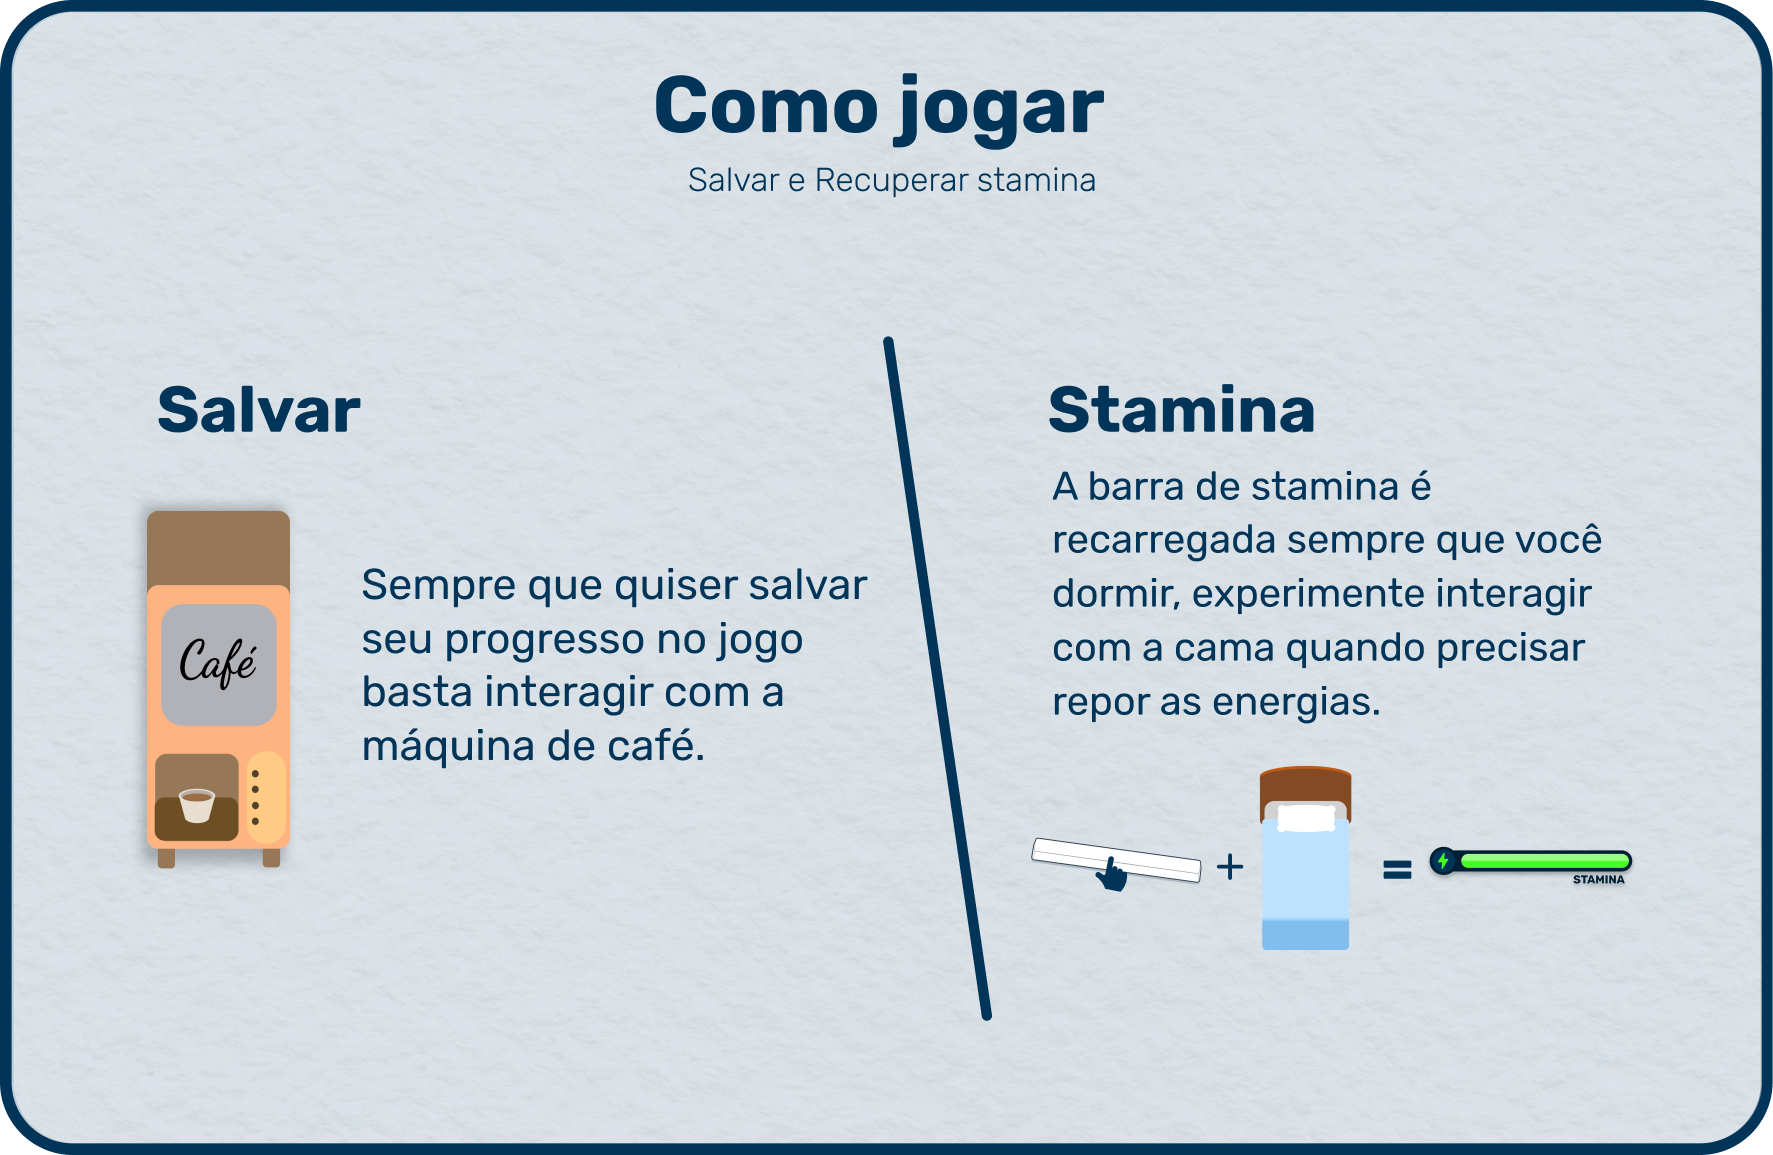 Como jogar
Salvar e Recuperar stamina
Salvar
Café
Sempre que quiser salvar
seu progresso no jogo
basta interagir com a
máquina de café.
Stamina
A barra de stamina é
recarregada sempre que você
dormir, experimente interagir
com a cama quando precisar
repor as energias.
+
=
STAMINA